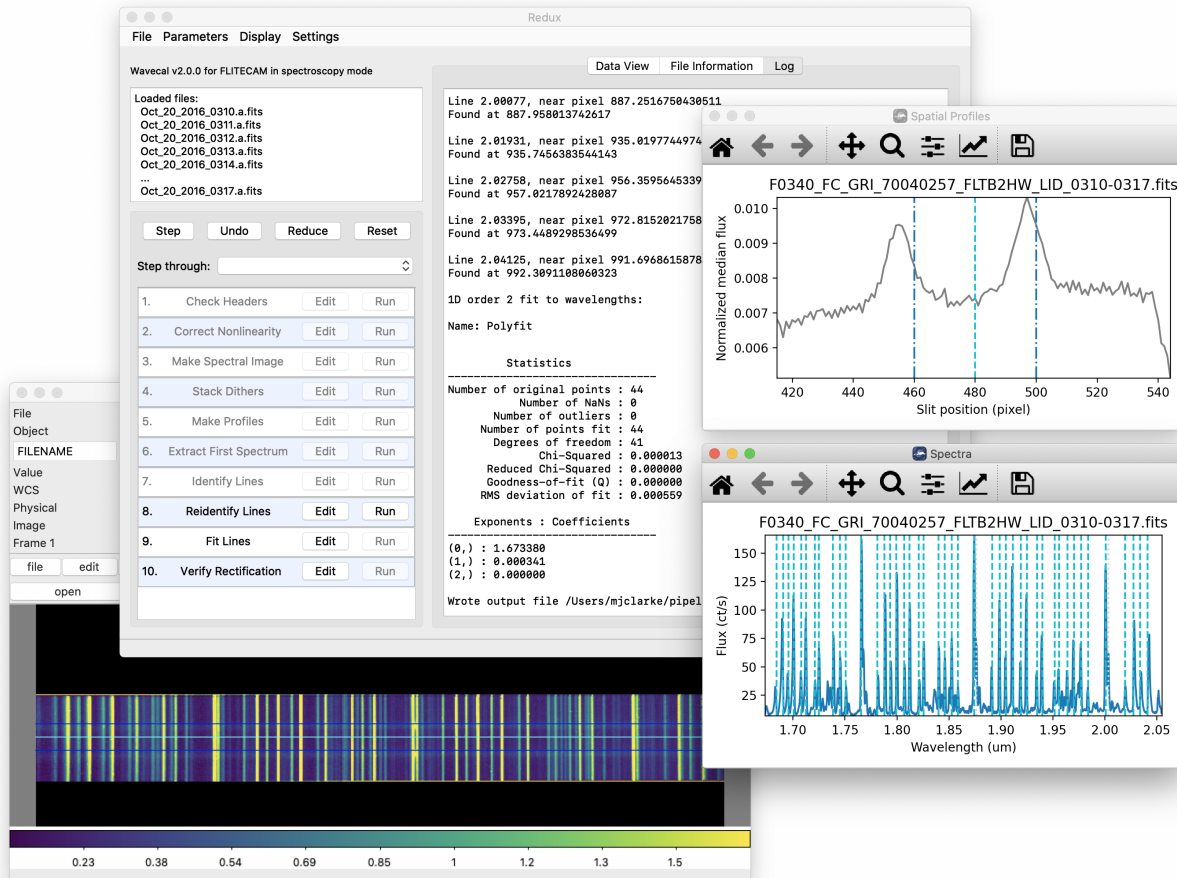 Redux
File Parameters Display Settings
Wavecal v2.0.0 for FLITECAM in spectroscopy mode
Loaded files:
Oct_20_2016_0310.a.fits
Oct_20_2016_0311.a.fits
Oct_20_2016_0312.a.fits
Oct_20_2016_0313.a.fits
Oct_20_2016_0314.a.fits
...
Oct_20_2016_0317.a.fits
Step Undo Reduce Reset
Step through:
1. Check Headers Edit Run
2. Correct Nonlinearity Edit Run
3. Make Spectral Image Edit Run
4. Stack Dithers Edit Run
5. Make Profiles Edit Run
6. Extract First Spectrum Edit Run
7. Identify Lines Edit Run
8. Reidentify Lines Edit Run
9. Fit Lines Edit Run
10. Verify Rectification Edit Run
Data View File Information Log
Line 2.00077, near pixel 887.2516750430511
Found at 887.958013742617
Line 2.01931, near pixel 935.0197744974
Found at 935.7456383544143
Line 2.02758, near pixel 956.3595645339
Found at 957.0217892428087
Line 2.03395, near pixel 972.8152021758
Found at 973.4489298536499
Line 2.04125, near pixel 991.6968615878
Found at 992.3091108060323
1D order 2 fit to wavelengths:
Name: Polyfit
Statistics
--------------------------------
Number of original points : 44
Number of NaNs : 0
Number of outliers : 0
Number of points fit : 44
Degrees of freedom : 41
Chi-Squared : 0.000013
Reduced Chi-Squared : 0.000000
Goodness-of-fit (Q) : 0.000000
RMS deviation of fit : 0.000559
Exponents : Coefficients
--------------------------------
(0,) : 1.673380
(1,) : 0.000341
(2,) : 0.000000
Wrote output file /Users/mjclarke/pipel
Spatial Profiles
F0340_FC_GRI_70040257_FLTB2HW_LID_0310-0317.fits
Normalized median flux
0.010
0.009
0.008
0.007
0.006
420 440 460 480 500 520 540
Slit position (pixel)
Spectra
F0340_FC_GRI_70040257_FLTB2HW_LID_0310-0317.fits
Flux (ct/s)
150
125
100
75
50
25
1.70 1.75 1.80 1.85 1.90 1.95 2.00 2.05
Wavelength (um)
File
Object
FILENAME
Value
WCS
Physical
Image
Frame 1
file edit
open
0.23 0.38 0.54 0.69 0.85 1 1.2 1.3 1.5